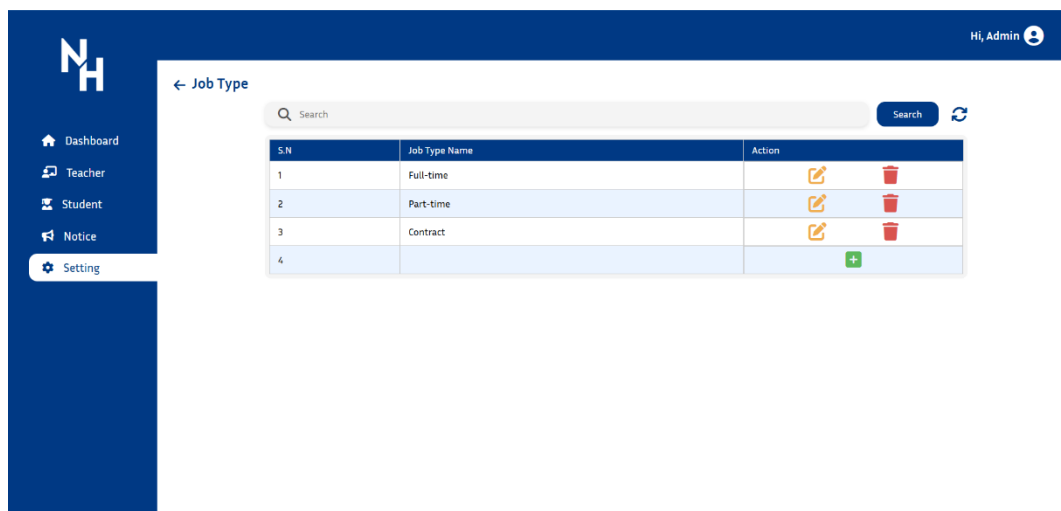 NH
Hi, Admin
Dashboard
Teacher
Student
Notice
Setting
← Job Type
Search
Search
S.N Job Type Name Action
1 Full-time
2 Part-time
3 Contract
4